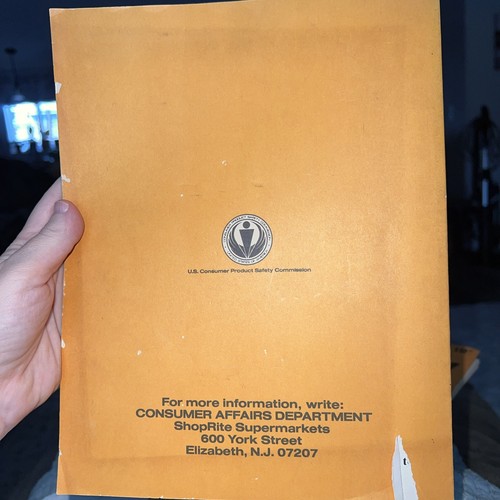 U.S. Consumer Product Safety Commission
For more information, write:
CONSUMER AFFAIRS DEPARTMENT
ShopRite Supermarkets
600 York Street
Elizabeth, N.J. 07207